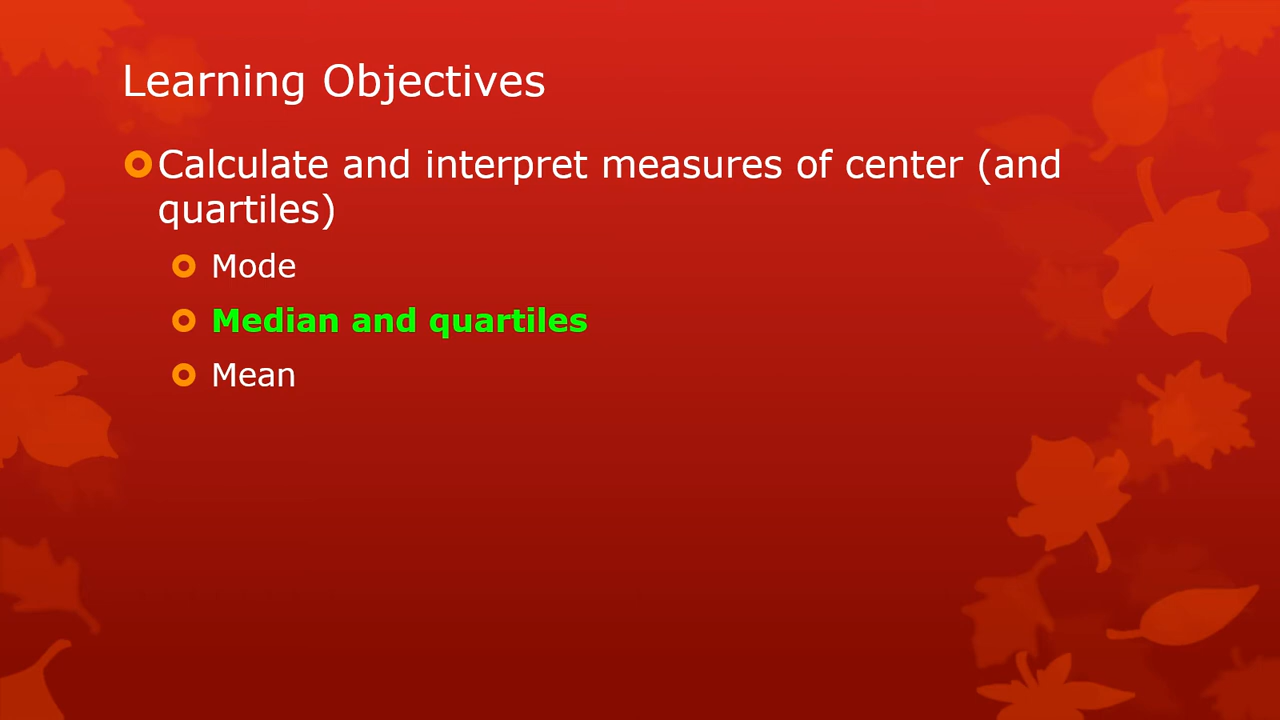 Learning Objectives
Calculate and interpret measures of center (and
quartiles)
Mode
Median and quartiles
Mean